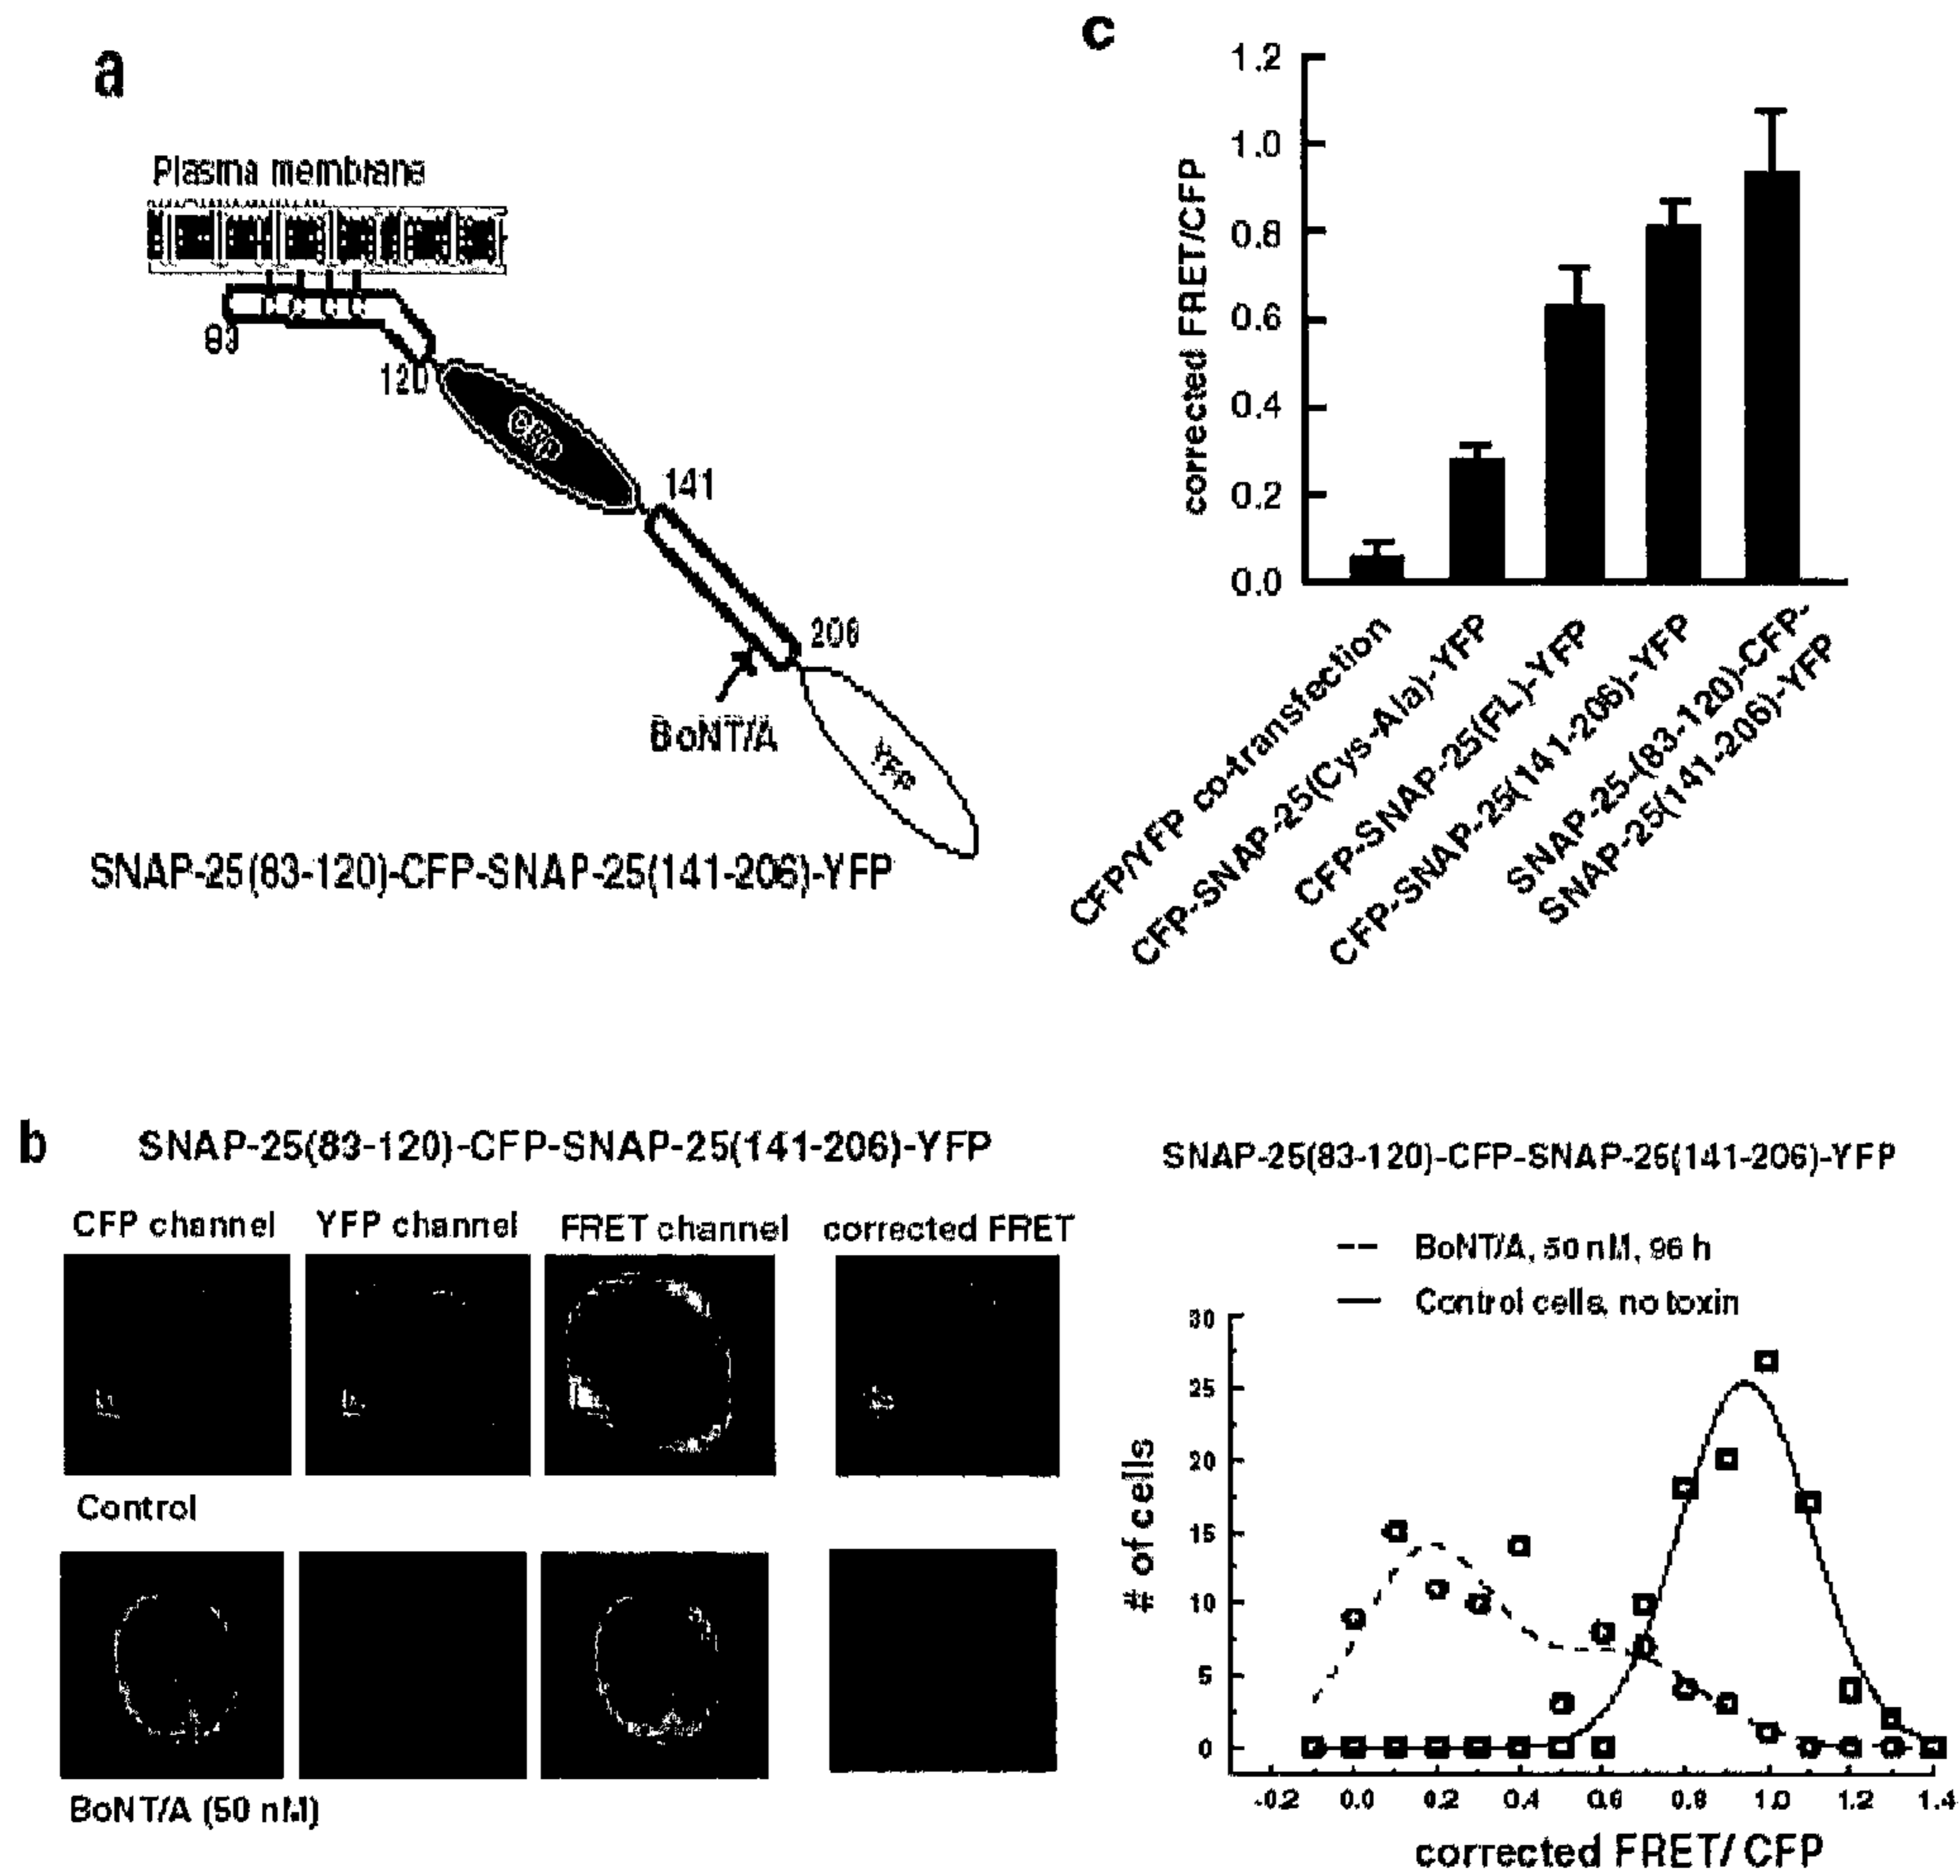 a
Plasma membrane
83
120
CFP
141
206
BoNT/A
YFP
SNAP-25(83-120)-CFP-SNAP-25(141-206)-YFP
c
corrected FRET/CFP
1.2
1.0
0.8
0.6
0.4
0.2
0.0
CFP/YFP co-transfection
CFP-SNAP-25(Cys-Ala)-YFP
CFP-SNAP-25(FL)-YFP
CFP-SNAP-25(141-206)-YFP
SNAP-25-(83-120)-CFP-
SNAP-25(141-206)-YFP
b
SNAP-25(83-120)-CFP-SNAP-25(141-206)-YFP
CFP channel YFP channel FRET channel corrected FRET
Control
BoNT/A (50 nM)
SNAP-25(83-120)-CFP-SNAP-25(141-206)-YFP
BoNT/A, 50 nM, 96 h
Control cells, no toxin
# of cells
30
25
20
15
10
5
0
-0.2 0.0 0.2 0.4 0.6 0.8 1.0 1.2 1.4
corrected FRET/ CFP